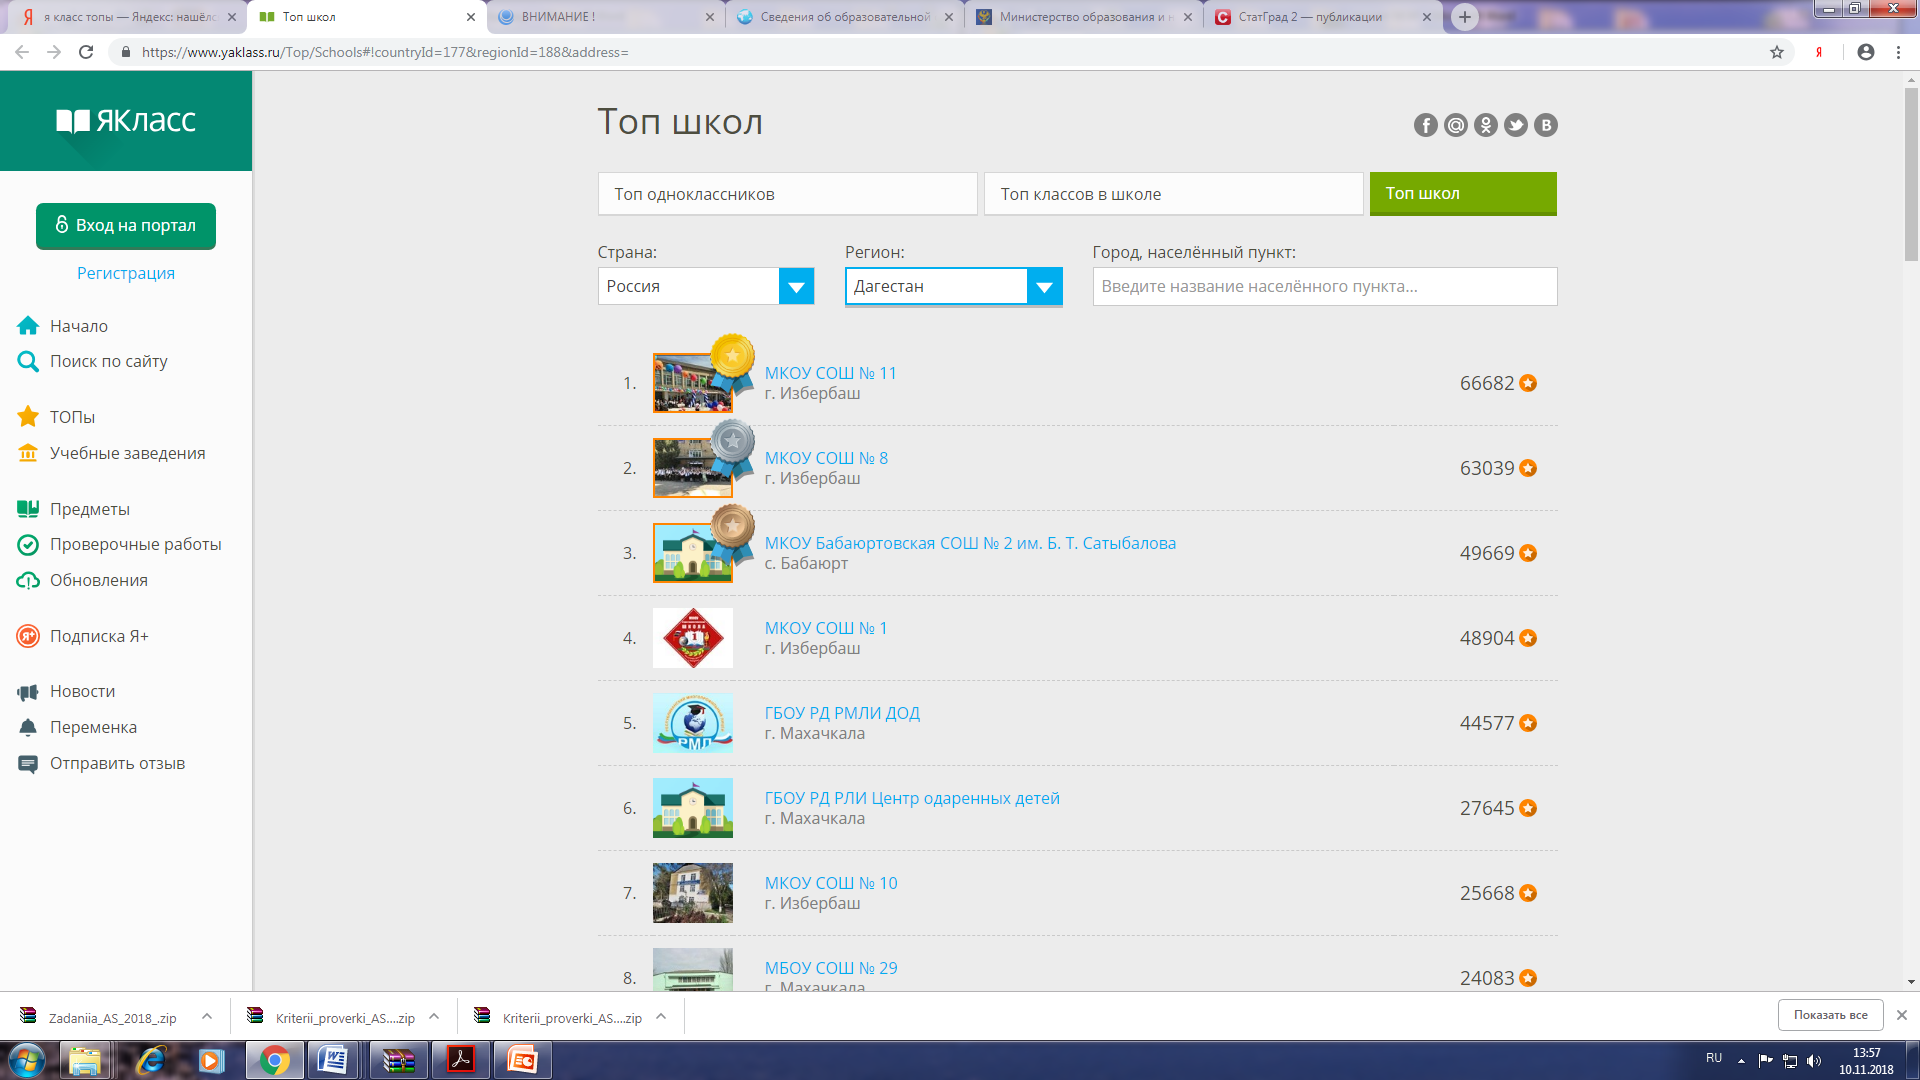 я класс топы — Яндекс: нашёлс
Топ школ
ВНИМАНИЕ !
Сведения об образовательной
Министерство образования и н
СтатГрад 2 — публикации
https://www.yaklass.ru/Top/Schools#!countryId=177&regionId=188&address=
ЯКласс
Вход на портал
Регистрация
Начало
Поиск по сайту
ТОПы
Учебные заведения
Предметы
Проверочные работы
Обновления
Подписка Я+
Новости
Переменка
Отправить отзыв
Топ школ
Топ одноклассников
Топ классов в школе
Топ школ
Страна:
Регион:
Город, населённый пункт:
Россия
Дагестан
Введите название населённого пункта...
1. МКОУ СОШ № 11 66682
г. Избербаш
2. МКОУ СОШ № 8 63039
г. Избербаш
3. МКОУ Бабаюртовская СОШ № 2 им. Б. Т. Сатыбалова 49669
с. Бабаюрт
4. МКОУ СОШ № 1 48904
г. Избербаш
5. ГБОУ РД РМЛИ ДОД 44577
г. Махачкала
6. ГБОУ РД РЛИ Центр одаренных детей 27645
г. Махачкала
7. МКОУ СОШ № 10 25668
г. Избербаш
8. МБОУ СОШ № 29 24083
г. Махачкала
Zadaniia_AS_2018_.zip
Kriterii_proverki_AS....zip
Kriterii_proverki_AS....zip
Показать все
RU
13:57
10.11.2018